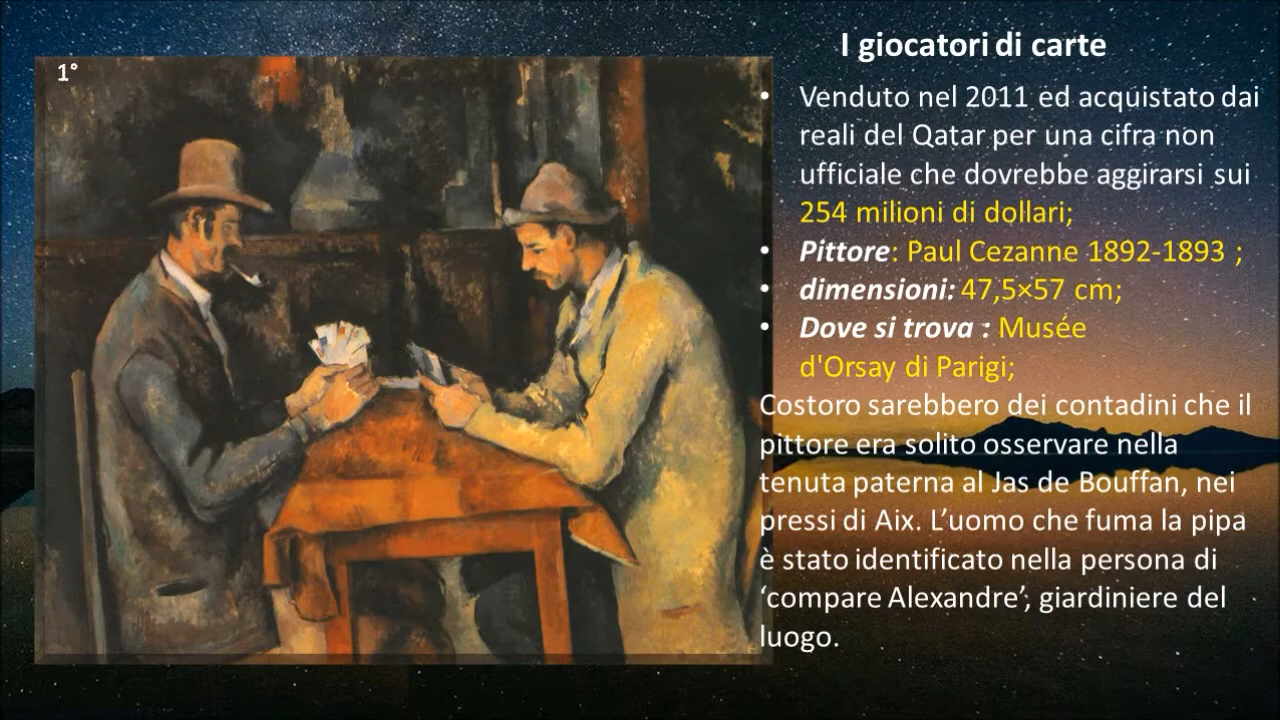 1°
I giocatori di carte
• Venduto nel 2011 ed acquistato dai
reali del Qatar per una cifra non
ufficiale che dovrebbe aggirarsi sui
254 milioni di dollari;
• Pittore: Paul Cezanne 1892-1893 ;
• dimensioni: 47,5×57 cm;
• Dove si trova : Musée
d'Orsay di Parigi;
Costoro sarebbero dei contadini che il
pittore era solito osservare nella
tenuta paterna al Jas de Bouffan, nei
pressi di Aix. L’uomo che fuma la pipa
è stato identificato nella persona di
‘compare Alexandre’, giardiniere del
luogo.